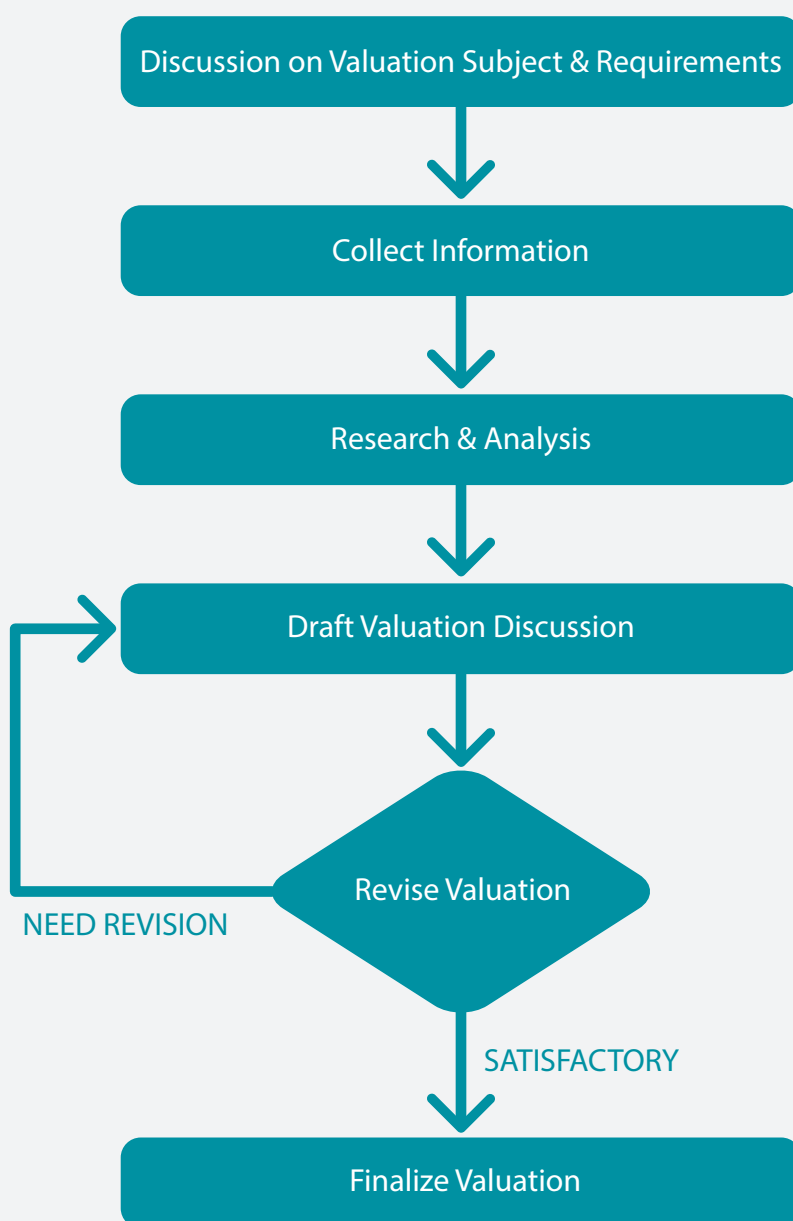 Discussion on Valuation Subject & Requirements
Collect Information
Research & Analysis
Draft Valuation Discussion
Revise Valuation
NEED REVISION
SATISFACTORY
Finalize Valuation